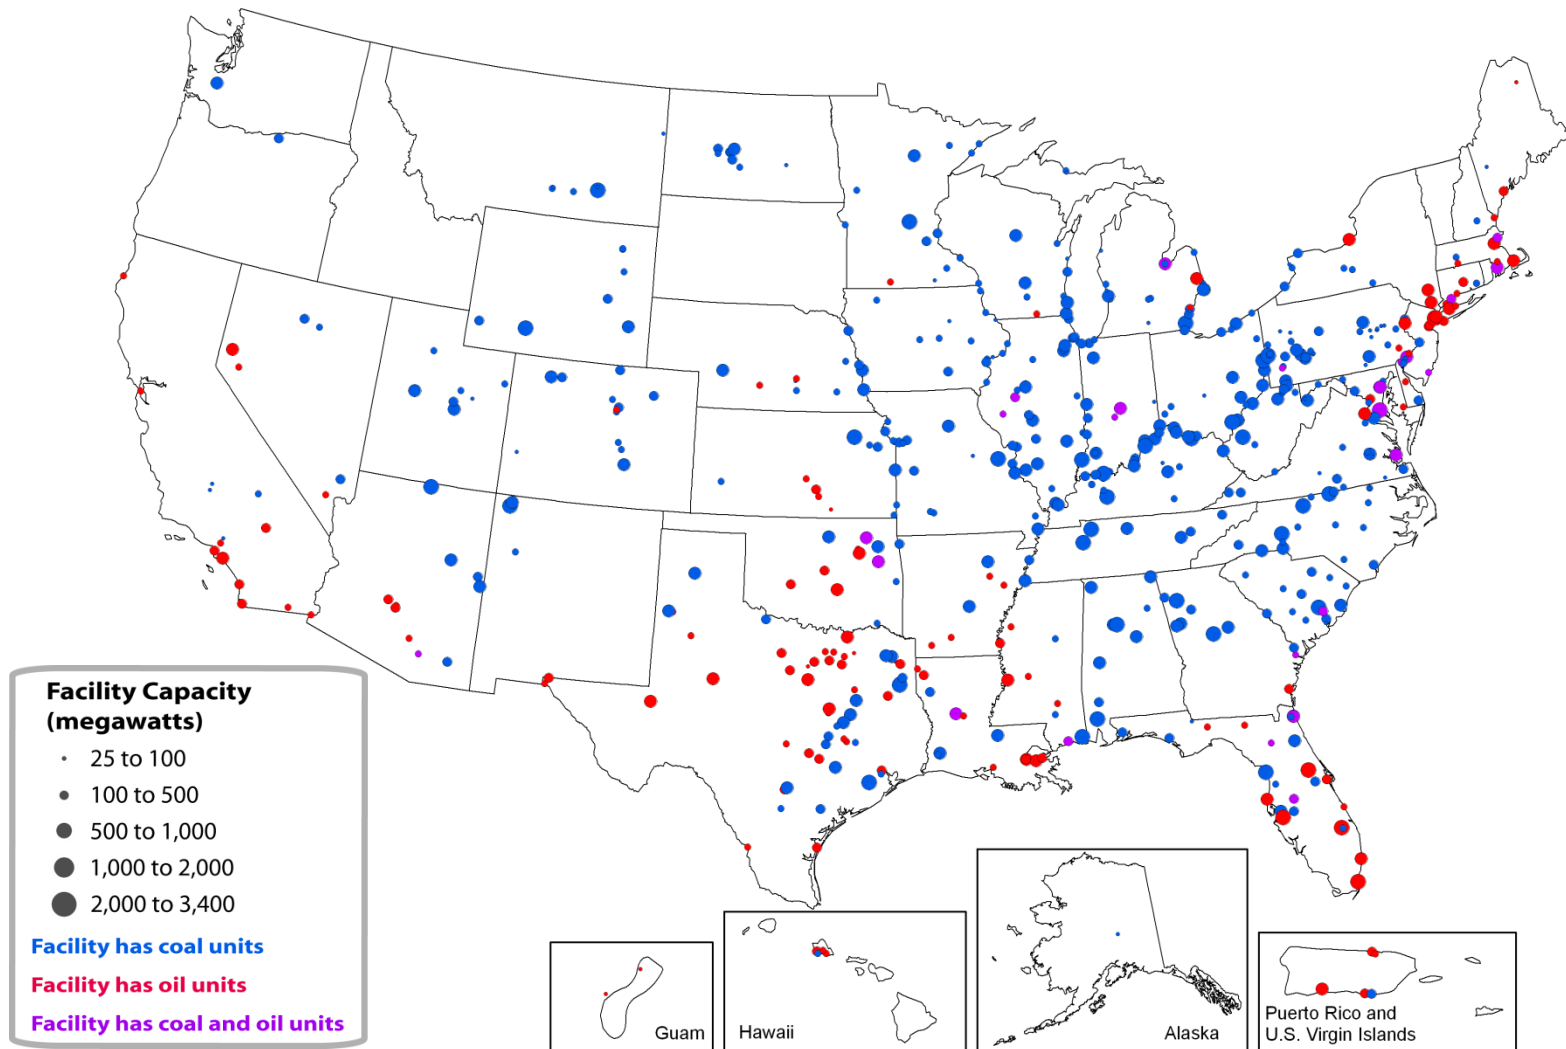 Facility Capacity
(megawatts)
25 to 100
100 to 500
500 to 1,000
1,000 to 2,000
2,000 to 3,400
Facility has coal units
Facility has oil units
Facility has coal and oil units
Guam
Hawaii
Alaska
Puerto Rico and
U.S. Virgin Islands